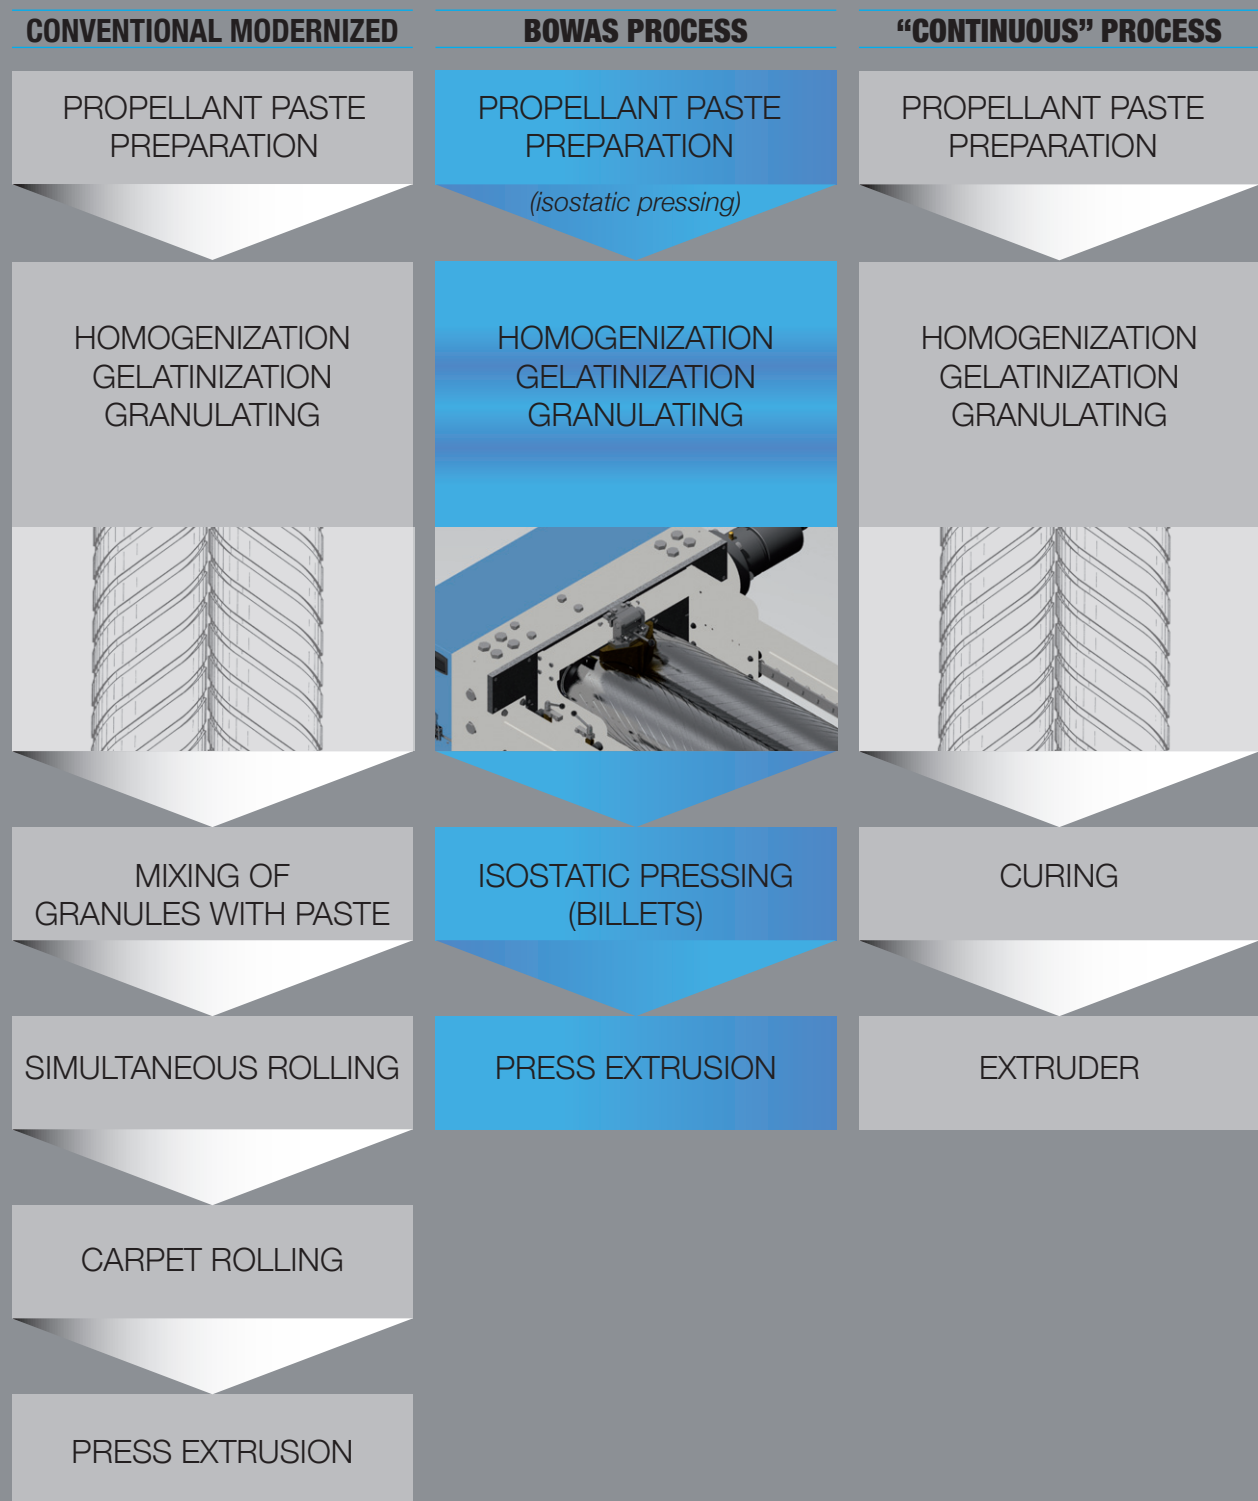 CONVENTIONAL MODERNIZED
PROPELLANT PASTE
PREPARATION
HOMOGENIZATION
GELATINIZATION
GRANULATING
MIXING OF
GRANULES WITH PASTE
SIMULTANEOUS ROLLING
CARPET ROLLING
PRESS EXTRUSION
BOWAS PROCESS
PROPELLANT PASTE
PREPARATION
(isostatic pressing)
HOMOGENIZATION
GELATINIZATION
GRANULATING
ISOSTATIC PRESSING
(BILLETS)
PRESS EXTRUSION
“CONTINUOUS” PROCESS
PROPELLANT PASTE
PREPARATION
HOMOGENIZATION
GELATINIZATION
GRANULATING
CURING
EXTRUDER